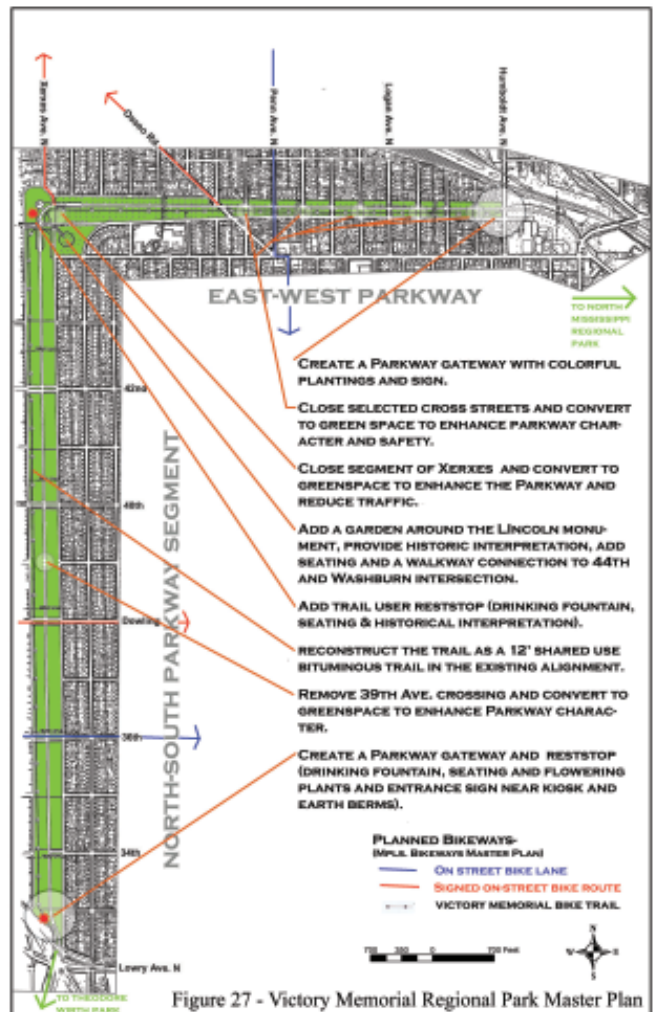 Xerxes Ave. N
Osseo Rd.
Penn Ave. N
Logan Ave. N
Humboldt Ave. N
EAST-WEST PARKWAY
TO NORTH
MISSISSIPPI
REGIONAL
PARK
CREATE A PARKWAY GATEWAY WITH COLORFUL
PLANTINGS AND SIGN.
CLOSE SELECTED CROSS STREETS AND CONVERT
TO GREEN SPACE TO ENHANCE PARKWAY CHAR-
ACTER AND SAFETY.
CLOSE SEGMENT OF XERXES AND CONVERT TO
GREENSPACE TO ENHANCE THE PARKWAY AND
REDUCE TRAFFIC.
ADD A GARDEN AROUND THE LINCOLN MONU-
MENT, PROVIDE HISTORIC INTERPRETATION, ADD
SEATING AND A WALKWAY CONNECTION TO 44TH
AND WASHBURN INTERSECTION.
ADD TRAIL USER RESTSTOP (DRINKING FOUNTAIN,
SEATING & HISTORICAL INTERPRETATION).
RECONSTRUCT THE TRAIL AS A 12' SHARED USE
BITUMINOUS TRAIL IN THE EXISTING ALIGNMENT.
REMOVE 39TH AVE. CROSSING AND CONVERT TO
GREENSPACE TO ENHANCE PARKWAY CHARAC-
TER.
CREATE A PARKWAY GATEWAY AND RESTSTOP
(DRINKING FOUNTAIN, SEATING AND FLOWERING
PLANTS AND ENTRANCE SIGN NEAR KIOSK AND
EARTH BERMS).
42nd
40th
Dowling
36th
34th
Lowry Ave. N
NORTH-SOUTH PARKWAY SEGMENT
PLANNED BIKEWAYS-
(MPLS. BIKEWAYS MASTER PLAN)
ON STREET BIKE LANE
SIGNED ON-STREET BIKE ROUTE
VICTORY MEMORIAL BIKE TRAIL
700 350 0 700 Feet
N
W E
S
TO THEODORE
WIRTH PARK
Figure 27 - Victory Memorial Regional Park Master Plan